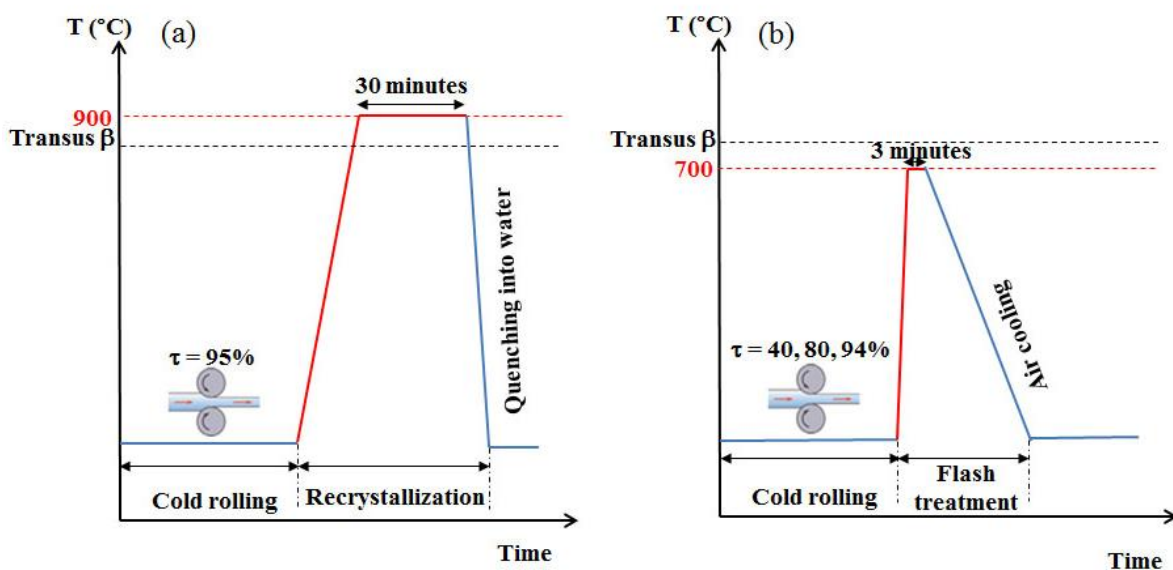 T (°C)
(a)
30 minutes
900
Transus β
Quenching into water
τ = 95%
Cold rolling
Recrystallization
Time
T (°C)
(b)
Transus β
3 minutes
700
Air cooling
τ = 40, 80, 94%
Cold rolling
Flash
treatment
Time